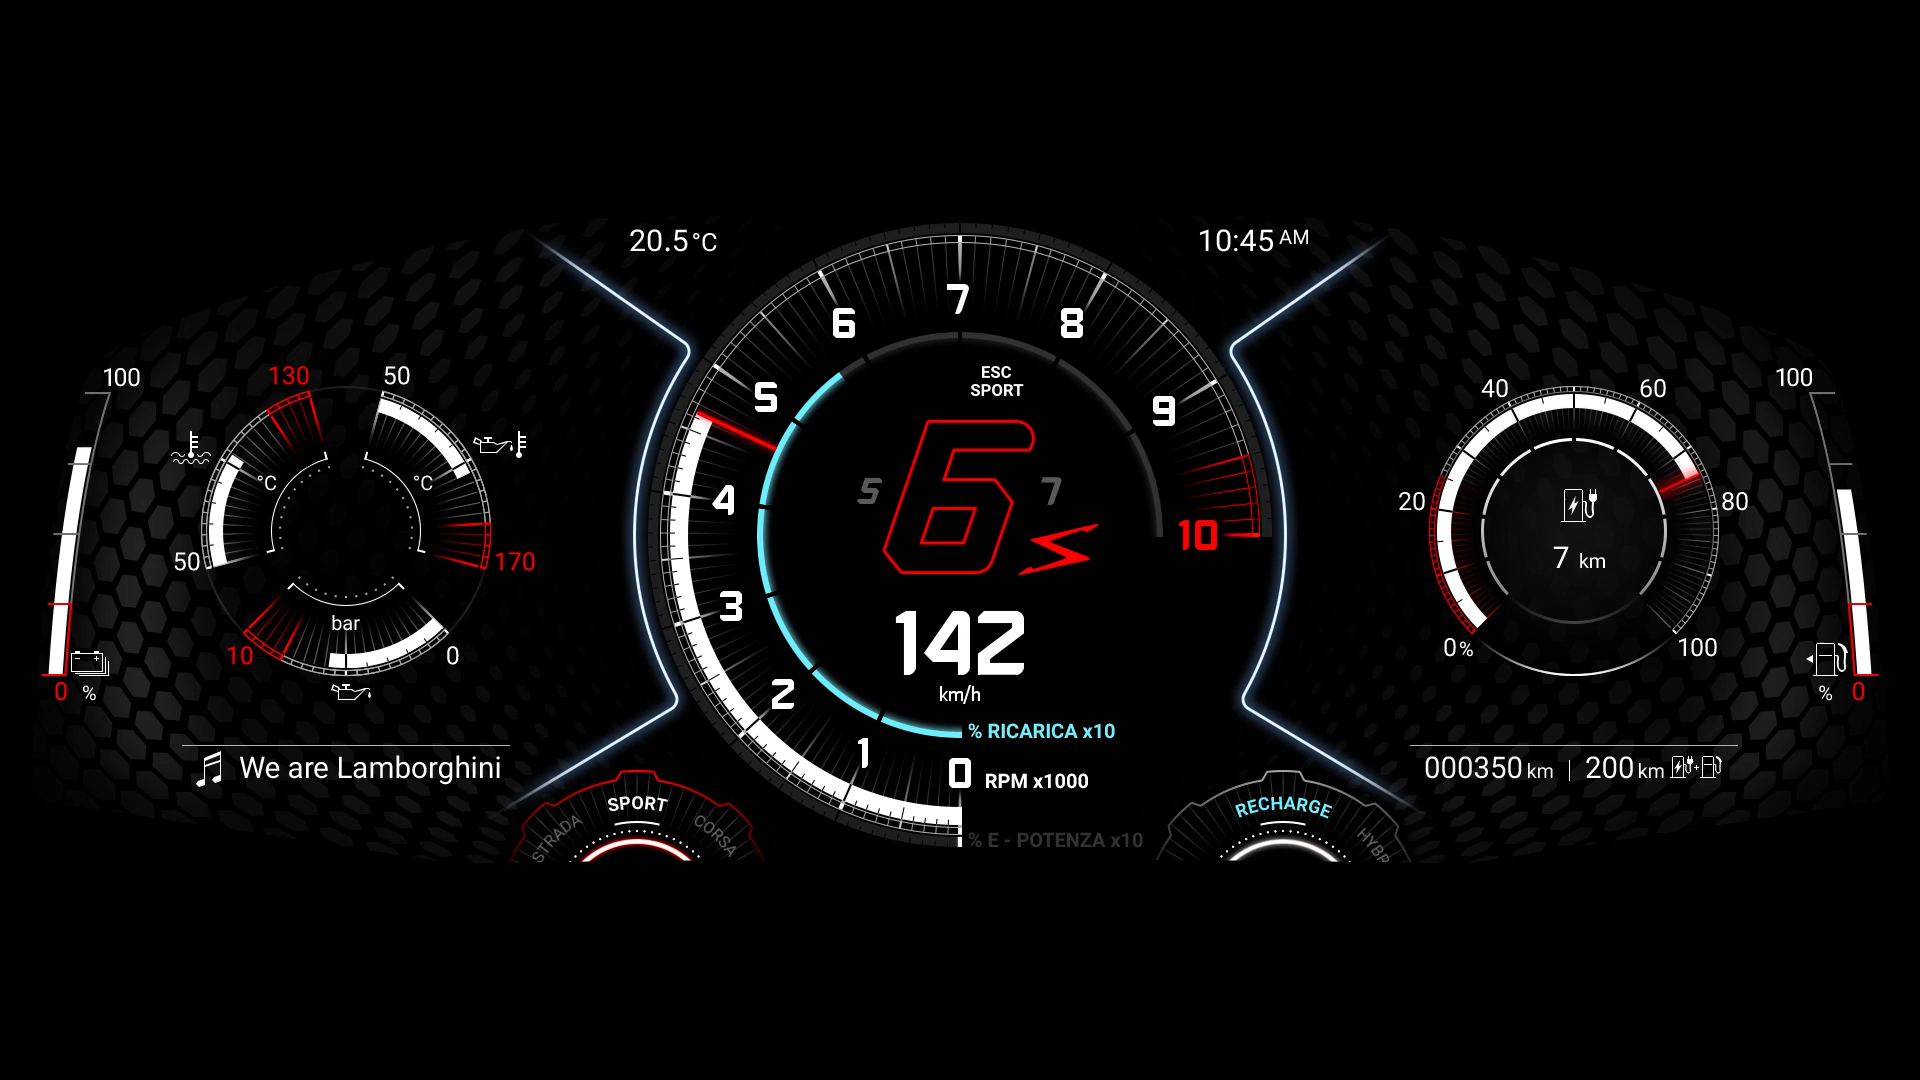 20.5°C
10:45 AM
7
6
8
5
9
4
10
3
2
1
0
RPM x1000
ESC
SPORT
5
6
7
142
km/h
% RICARICA x10
% E - POTENZA x10
100
0
%
130
50
°C
°C
50
170
bar
10
0
We are Lamborghini
STRADA
SPORT
CORSA
40
60
20
80
7 km
0%
100
100
%
0
000350 km | 200 km
RECHARGE
HYBR